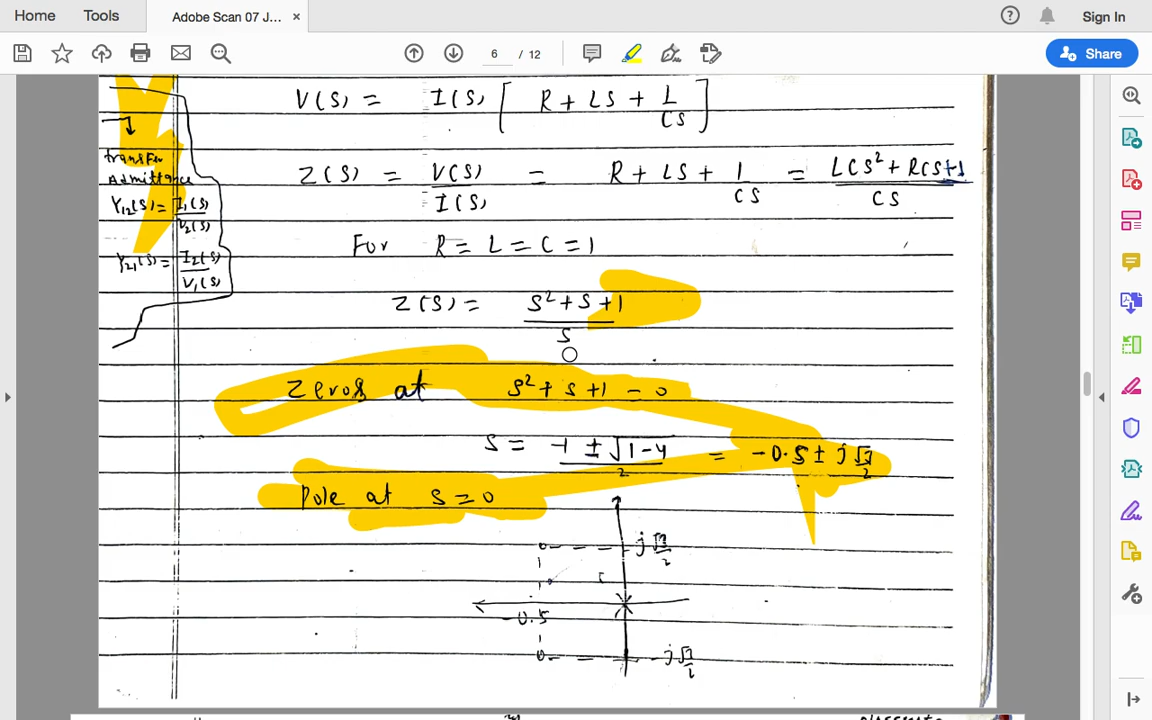 Home Tools Adobe Scan 07 J... × Sign In
6 / 12 Share
V(S) = I(S) [ R + LS + 1/CS ]
transfer
Admittance
Y12(S) = I1(S)/V2(S)
Y21(S) = I2(S)/V1(S)
Z(S) = V(S)/I(S) = R + LS + 1/CS = LCS² + RCS+1/CS
For R = L = C = 1
Z(S) = S² + S +1/S
Zeros at S² + S +1 = 0
S = -1 ± √1-4/2 = -0.5 ± j√3/2
Pole at S = 0
j√3/2
-0.5
-j√3/2